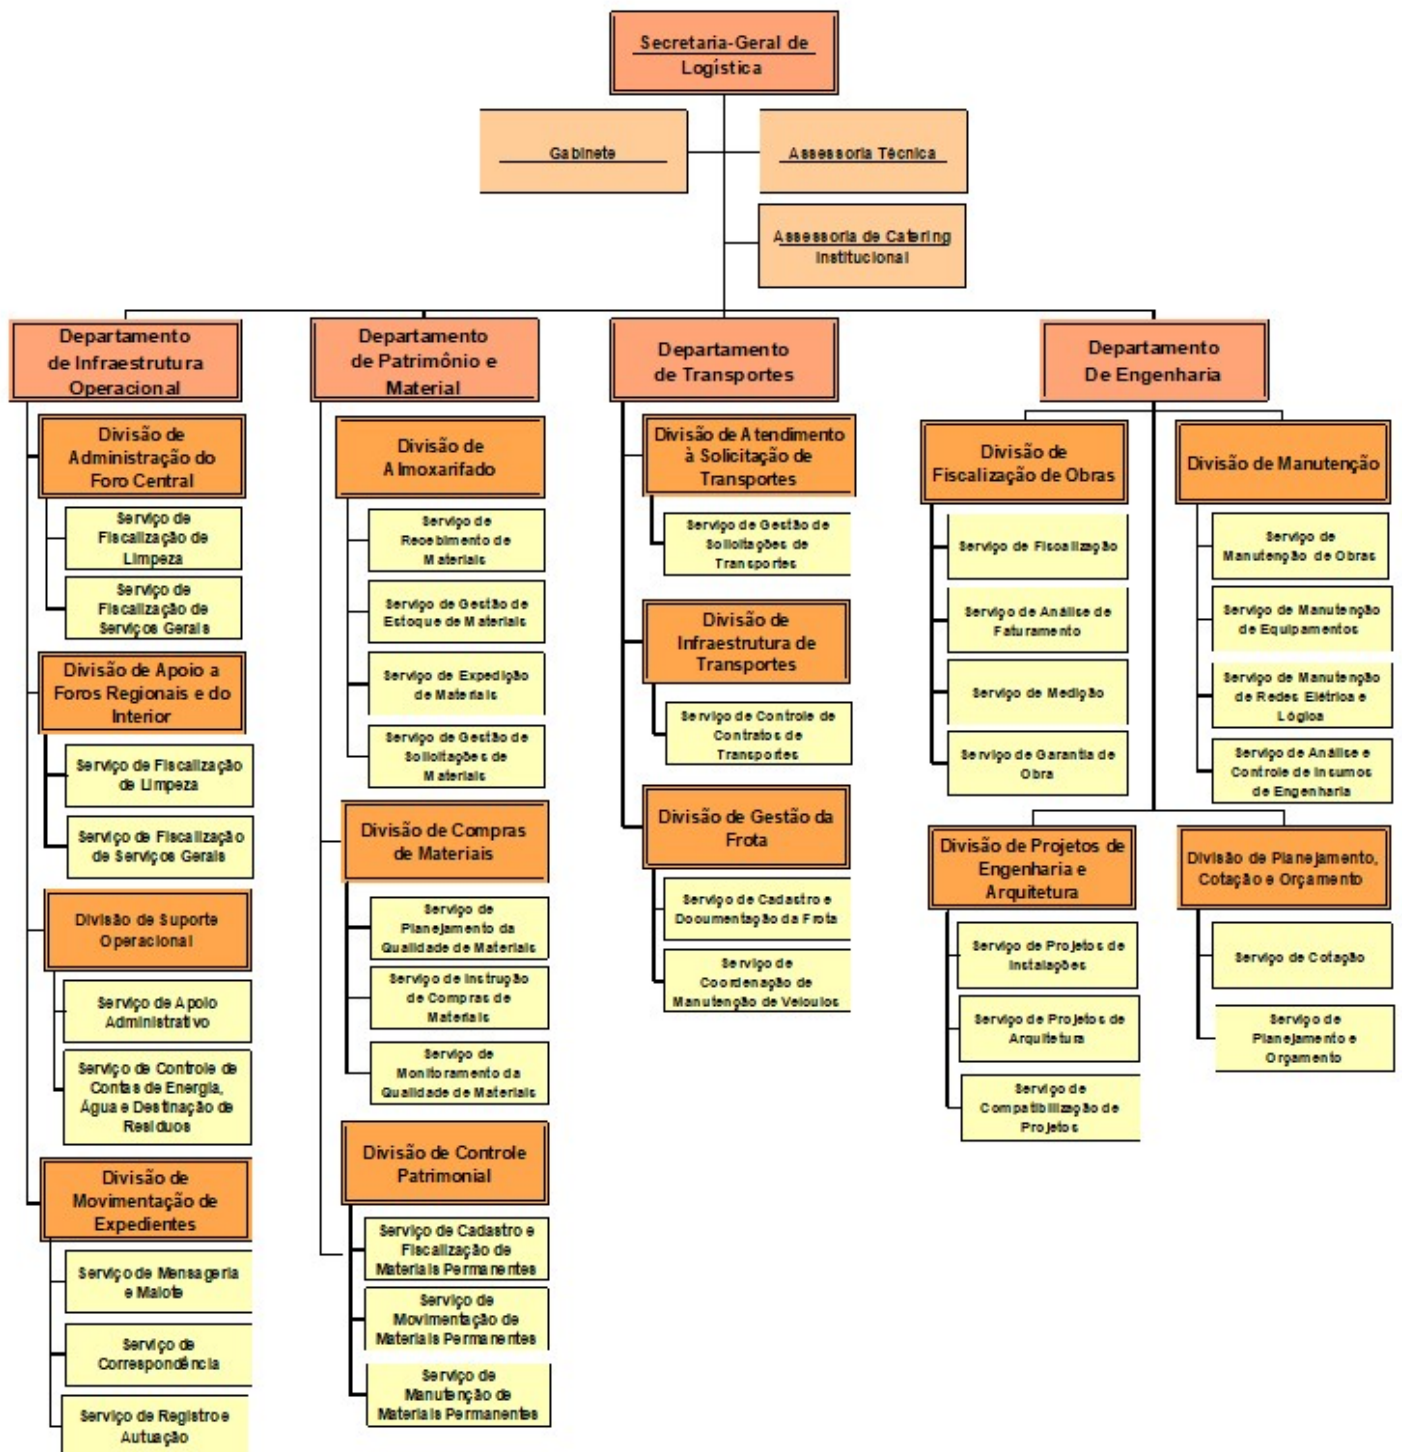 Secretaria-Geral de
Logística
Gabinete
Assessoria Técnica
Assessoria de Catering
Institucional
Departamento
de Infraestrutura
Operacional
Divisão de
Administração do
Foro Central
Serviço de
Fiscalização de
Limpeza
Serviço de
Fiscalização de
Serviços Gerais
Divisão de Apoio a
Foros Regionais e do
Interior
Serviço de Fiscalização
de Limpeza
Serviço de Fiscalização
de Serviços Gerais
Divisão de Suporte
Operacional
Serviço de Apoio
Administrativo
Serviço de Controle de
Contas de Energia,
Água e Destinação de
Resíduos
Divisão de
Movimentação de
Expedientes
Serviço de Mensageria
e Malote
Serviço de
Correspondência
Serviço de Registro e
Autuação
Departamento
de Patrimônio e
Material
Divisão de
Almoxarifado
Serviço de
Recebimento de
Materiais
Serviço de Gestão de
Estoque de Materiais
Serviço de Expedição
de Materiais
Serviço de Gestão de
Solicitações de
Materiais
Divisão de Compras
de Materiais
Serviço de
Planejamento da
Qualidade de Materiais
Serviço de Instrução
de Compras de
Materiais
Serviço de
Monitoramento da
Qualidade de Materiais
Divisão de Controle
Patrimonial
Serviço de Cadastro e
Fiscalização de
Materiais Permanentes
Serviço de
Movimentação de
Materiais Permanentes
Serviço de
Manutenção de
Materiais Permanentes
Departamento
de Transportes
Divisão de Atendimento
à Solicitação de
Transportes
Serviço de Gestão de
Solicitações de
Transportes
Divisão de
Infraestrutura de
Transportes
Serviço de Controle de
Contratos de
Transportes
Divisão de Gestão da
Frota
Serviço de Cadastro e
Documentação da Frota
Serviço de
Coordenação de
Manutenção de Veículos
Departamento
De Engenharia
Divisão de
Fiscalização de Obras
Serviço de Fiscalização
Serviço de Análise de
Faturamento
Serviço de Medição
Serviço de Garantia de
Obra
Divisão de Manutenção
Serviço de
Manutenção de Obras
Serviço de Manutenção
de Equipamentos
Serviço de Manutenção
de Redes Elétrica e
Lógica
Serviço de Análise e
Controle de Insumos
de Engenharia
Divisão de Projetos de
Engenharia e
Arquitetura
Serviço de Projetos de
Instalações
Serviço de Projetos de
Arquitetura
Serviço de
Compatibilização de
Projetos
Divisão de Planejamento,
Cotação e Orçamento
Serviço de Cotação
Serviço de
Planejamento e
Orçamento